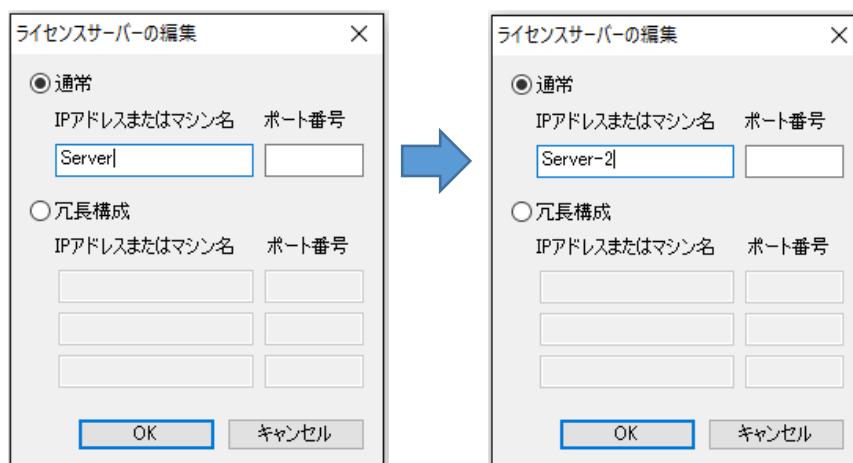 ライセンスサーバーの編集
通常
IPアドレスまたはマシン名 ポート番号
Server
冗長構成
IPアドレスまたはマシン名 ポート番号
OK キャンセル
ライセンスサーバーの編集
通常
IPアドレスまたはマシン名 ポート番号
Server-2
冗長構成
IPアドレスまたはマシン名 ポート番号
OK キャンセル